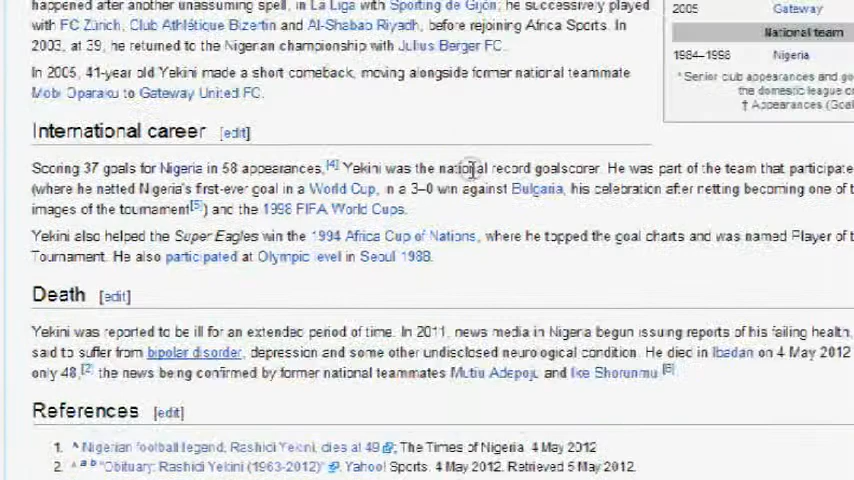 happened after another unassuming spell, in La Liga with Sporting de Gijón; he successively played
with FC Zürich, Club Athlétique Bizertin and Al-Shabab Riyadh, before rejoining Africa Sports. In
2003, at 39, he returned to the Nigerian championship with Julius Berger FC.
In 2005, 41-year old Yekini made a short comeback, moving alongside former national teammate
Mobi Oparaku to Gateway United FC.
2005 Gateway
National team
1984–1998 Nigeria
* Senior club appearances and go
the domestic league o
† Appearances (Goal
International career [edit]
Scoring 37 goals for Nigeria in 58 appearances,[4] Yekini was the national record goalscorer. He was part of the team that participate
(where he netted Nigeria's first-ever goal in a World Cup, in a 3–0 win against Bulgaria, his celebration after netting becoming one of t
images of the tournament[5]) and the 1998 FIFA World Cups.
Yekini also helped the Super Eagles win the 1994 Africa Cup of Nations, where he topped the goal charts and was named Player of t
Tournament. He also participated at Olympic level in Seoul 1988.
Death [edit]
Yekini was reported to be ill for an extended period of time. In 2011, news media in Nigeria begun issuing reports of his failing health,
said to suffer from bipolar disorder, depression and some other undisclosed neurological condition. He died in Ibadan on 4 May 2012
only 48,[2] the news being confirmed by former national teammates Mutiu Adepoju and Ike Shorunmu.[6]
References [edit]
1. ^ Nigerian football legend, Rashidi Yekini, dies at 49; The Times of Nigeria, 4 May 2012
2. ^ a b "Obituary: Rashidi Yekini (1963-2012)". Yahoo! Sports. 4 May 2012. Retrieved 5 May 2012.